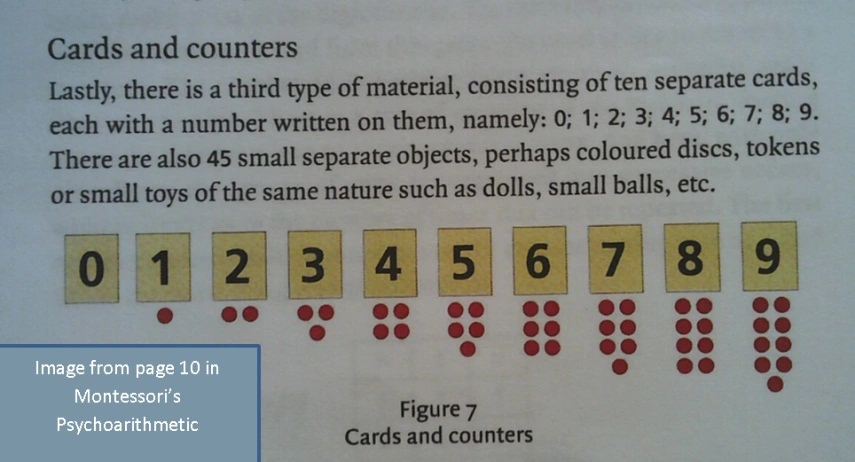 Cards and counters
Lastly, there is a third type of material, consisting of ten separate cards,
each with a number written on them, namely: 0; 1; 2; 3; 4; 5; 6; 7; 8; 9.
There are also 45 small separate objects, perhaps coloured discs, tokens
or small toys of the same nature such as dolls, small balls, etc.
0 1 2 3 4 5 6 7 8 9
Image from page 10 in
Montessori's
Psychoarithmetic
Figure 7
Cards and counters